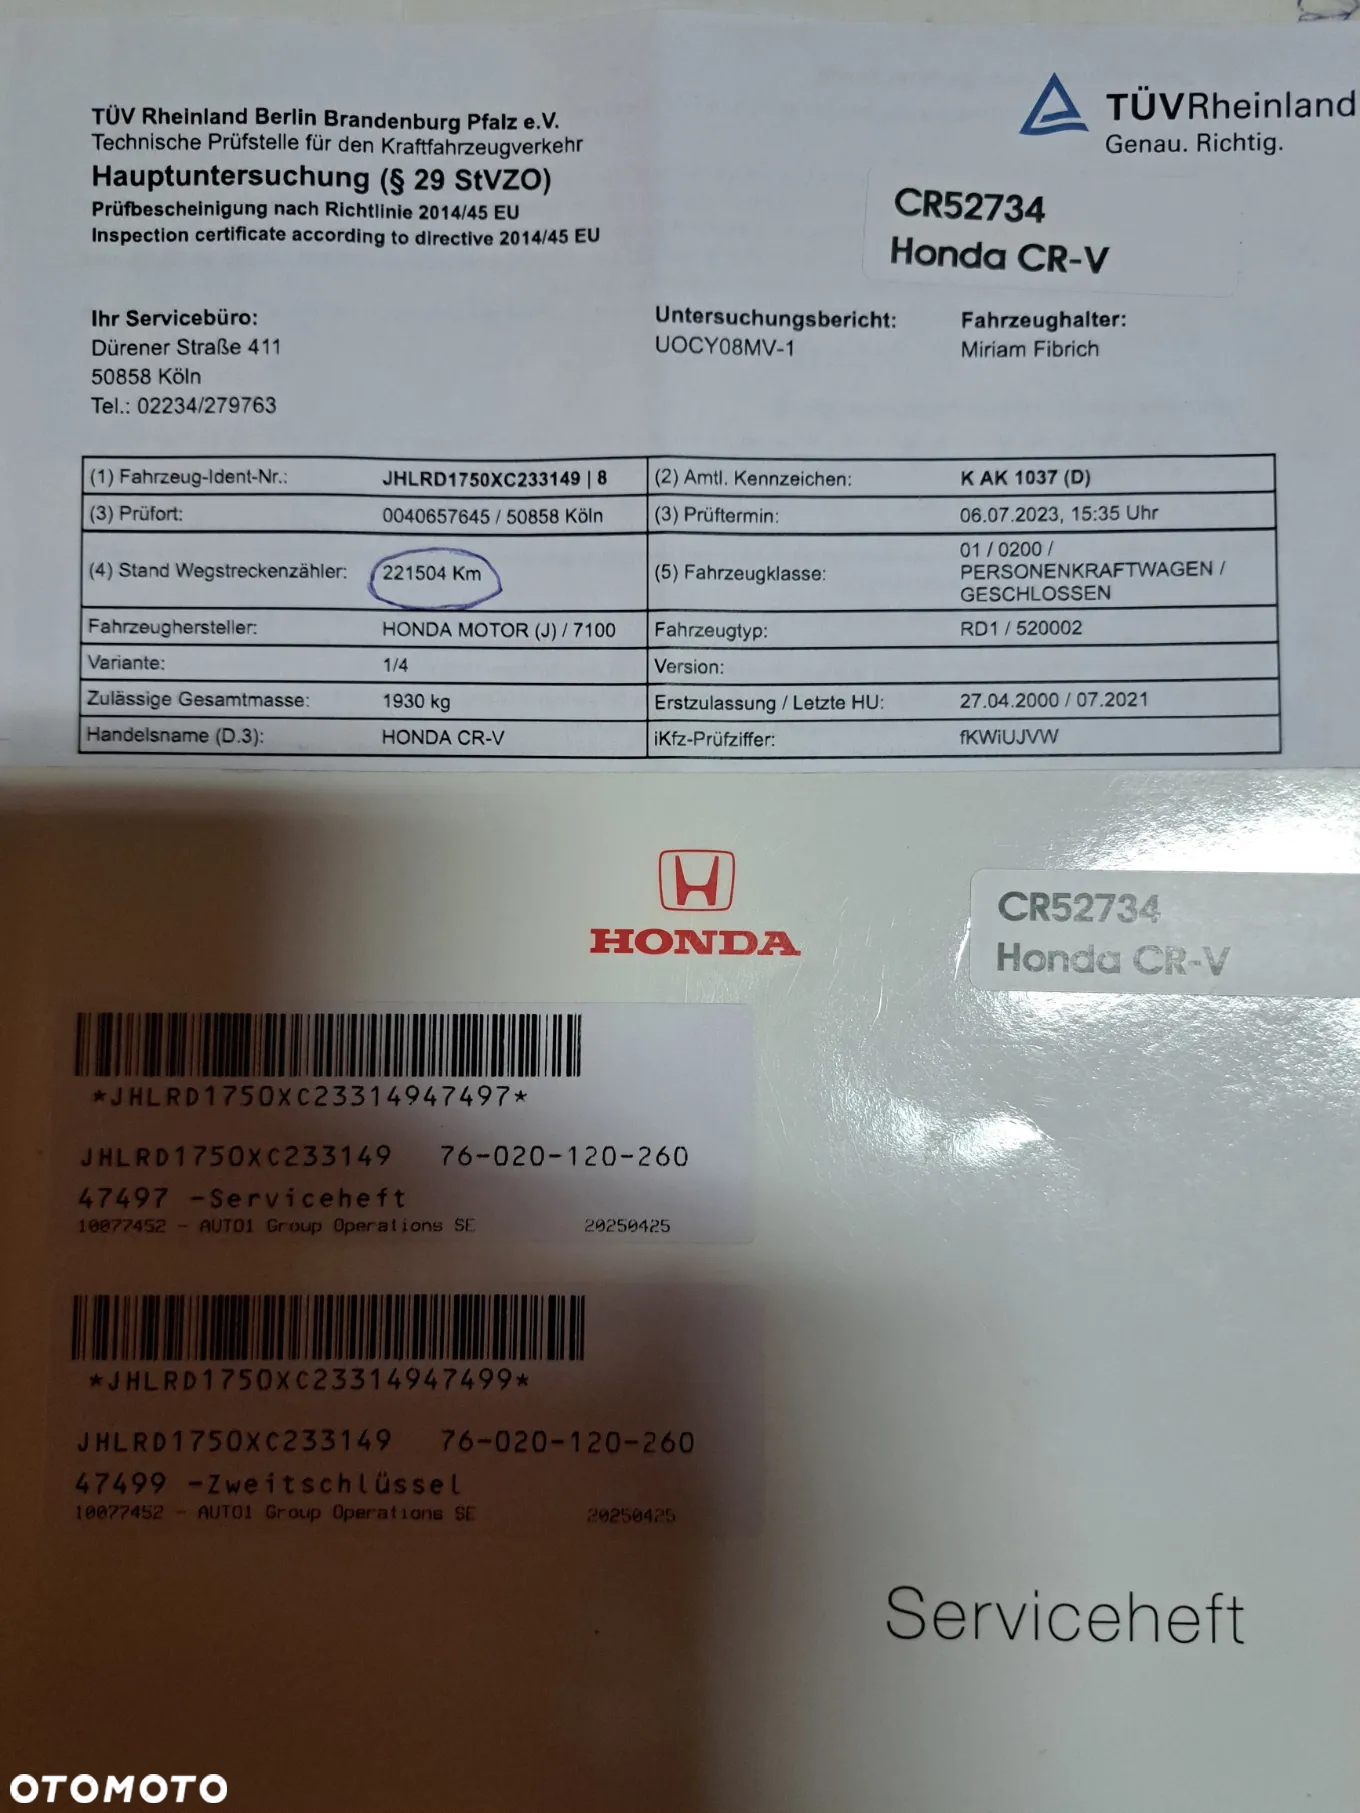 TÜV Rheinland Berlin Brandenburg Pfalz e.V.
Technische Prüfstelle für den Kraftfahrzeugverkehr
Hauptuntersuchung (§ 29 StVZO)
Prüfbescheinigung nach Richtlinie 2014/45 EU
Inspection certificate according to directive 2014/45 EU
TÜVRheinland
Genau. Richtig.
CR52734
Honda CR-V
Ihr Servicebüro:
Dürener Straße 411
50858 Köln
Tel.: 02234/279763
Untersuchungsbericht:
UOCY08MV-1
Fahrzeughalter:
Miriam Fibrich
(1) Fahrzeug-Ident-Nr.: JHLRD1750XC233149 | 8 (2) Amtl. Kennzeichen: K AK 1037 (D)
(3) Prüfort: 0040657645 / 50858 Köln (3) Prüftermin: 06.07.2023, 15:35 Uhr
(4) Stand Wegstreckenzähler: 221504 Km (5) Fahrzeugklasse: 01 / 0200 /
PERSONENKRAFTWAGEN /
GESCHLOSSEN
Fahrzeughersteller: HONDA MOTOR (J) / 7100 Fahrzeugtyp: RD1 / 520002
Variante: 1/4 Version:
Zulässige Gesamtmasse: 1930 kg Erstzulassung / Letzte HU: 27.04.2000 / 07.2021
Handelsname (D.3): HONDA CR-V iKfz-Prüfziffer: fKWiUJVW
HONDA
CR52734
Honda CR-V
*JHLRD1750XC23314947497*
JHLRD1750XC233149 76-020-120-260
47497 -Serviceheft
10077452 - AUTO1 Group Operations SE 20250425
*JHLRD1750XC23314947499*
JHLRD1750XC233149 76-020-120-260
47499 -Zweitschlüssel
10077452 - AUTO1 Group Operations SE 20250425
Serviceheft
OTOMOTO